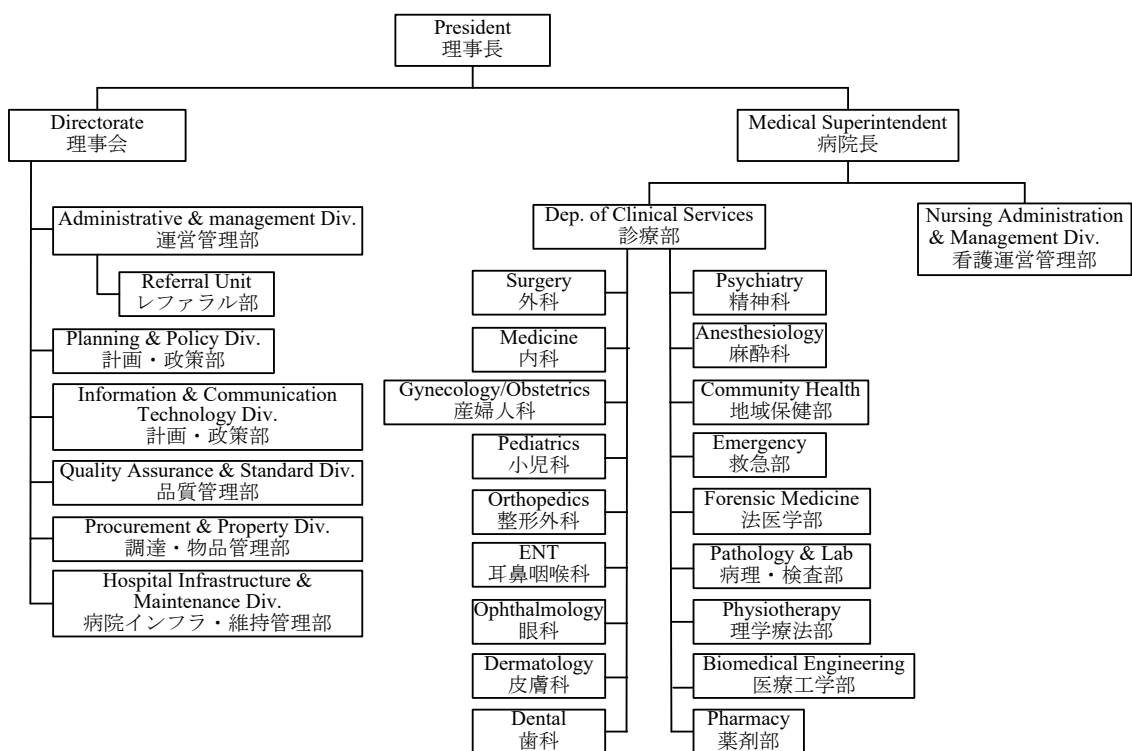 President
理事長
Directorate
理事会
Medical Superintendent
病院長
Administrative & management Div.
運営管理部
Referral Unit
レファラル部
Planning & Policy Div.
計画・政策部
Information & Communication
Technology Div.
計画・政策部
Quality Assurance & Standard Div.
品質管理部
Procurement & Property Div.
調達・物品管理部
Hospital Infrastructure &
Maintenance Div.
病院インフラ・維持管理部
Dep. of Clinical Services
診療部
Surgery
外科
Medicine
内科
Gynecology/Obstetrics
産婦人科
Pediatrics
小児科
Orthopedics
整形外科
ENT
耳鼻咽喉科
Ophthalmology
眼科
Dermatology
皮膚科
Dental
歯科
Psychiatry
精神科
Anesthesiology
麻酔科
Community Health
地域保健部
Emergency
救急部
Forensic Medicine
法医学部
Pathology & Lab
病理・検査部
Physiotherapy
理学療法部
Biomedical Engineering
医療工学部
Pharmacy
薬剤部
Nursing Administration
& Management Div.
看護運営管理部